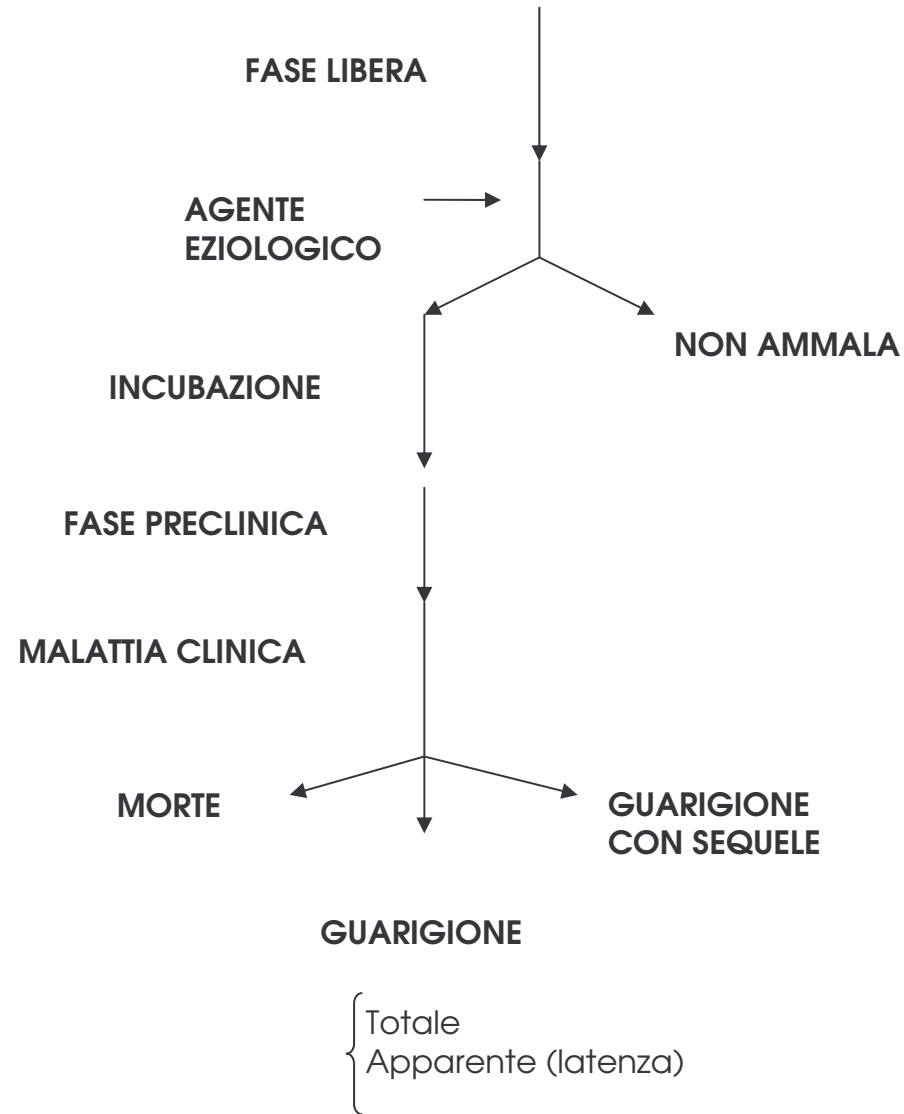 FASE LIBERA
AGENTE
EZIOLOGICO
NON AMMALA
INCUBAZIONE
FASE PRECLINICA
MALATTIA CLINICA
MORTE
GUARIGIONE
CON SEQUELE
GUARIGIONE
Totale
Apparente (latenza)